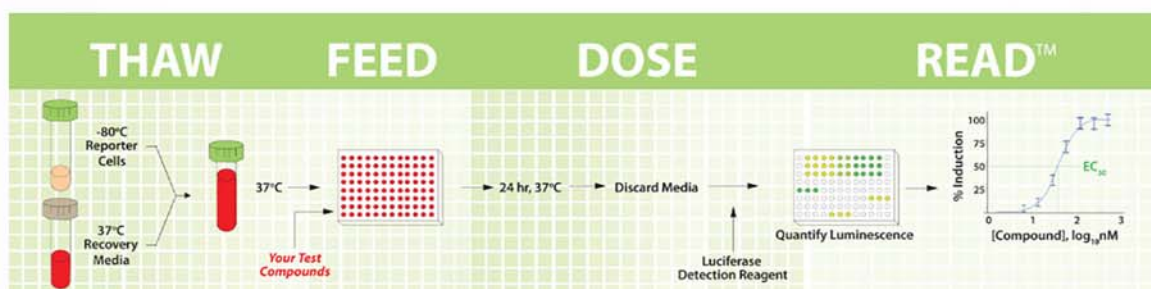 THAW
FEED
DOSE
READ™
-80°C
Reporter
Cells
37°C
Recovery
Media
37°C
Your Test
Compounds
24 hr, 37°C
Discard Media
Luciferase
Detection Reagent
Quantify Luminescence
% Induction
100
75
50
25
EC50
0
1
2
3
[Compound], log10nM